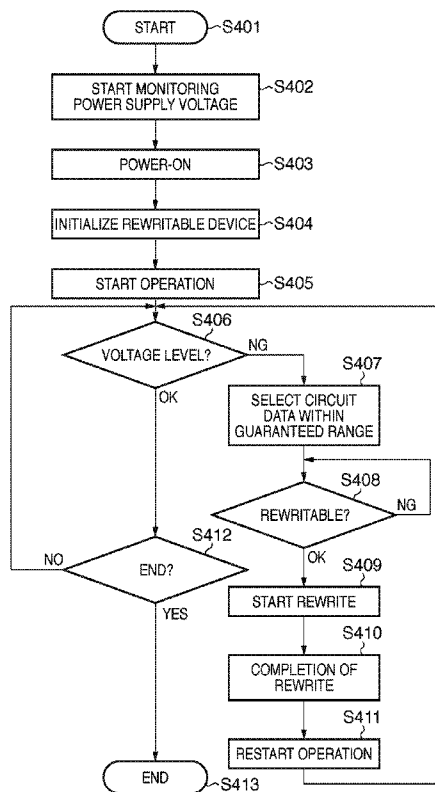 START
S401
START MONITORING
POWER SUPPLY VOLTAGE
S402
POWER-ON
S403
INITIALIZE REWRITABLE DEVICE
S404
START OPERATION
S405
S406
VOLTAGE LEVEL?
NG
OK
S407
SELECT CIRCUIT
DATA WITHIN
GUARANTEED RANGE
S408
REWRITABLE?
NG
OK
S409
START REWRITE
S410
COMPLETION OF
REWRITE
S411
RESTART OPERATION
S412
END?
NO
YES
END
S413